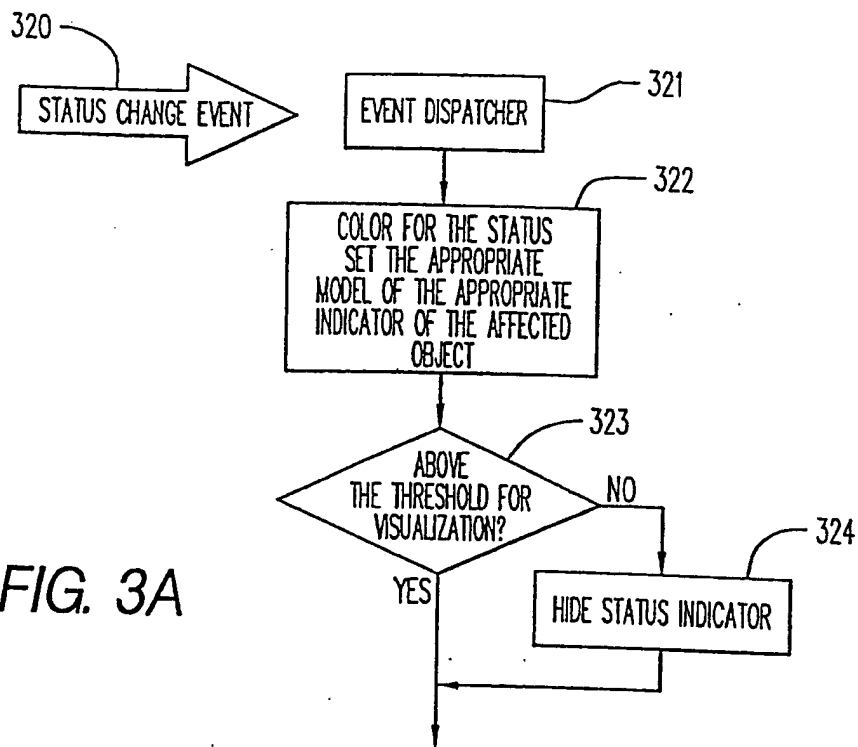 320
STATUS CHANGE EVENT
EVENT DISPATCHER
321
322
COLOR FOR THE STATUS
SET THE APPROPRIATE
MODEL OF THE APPROPRIATE
INDICATOR OF THE AFFECTED
OBJECT
323
ABOVE
THE THRESHOLD FOR
VISUALIZATION?
NO
324
YES
HIDE STATUS INDICATOR
FIG. 3A